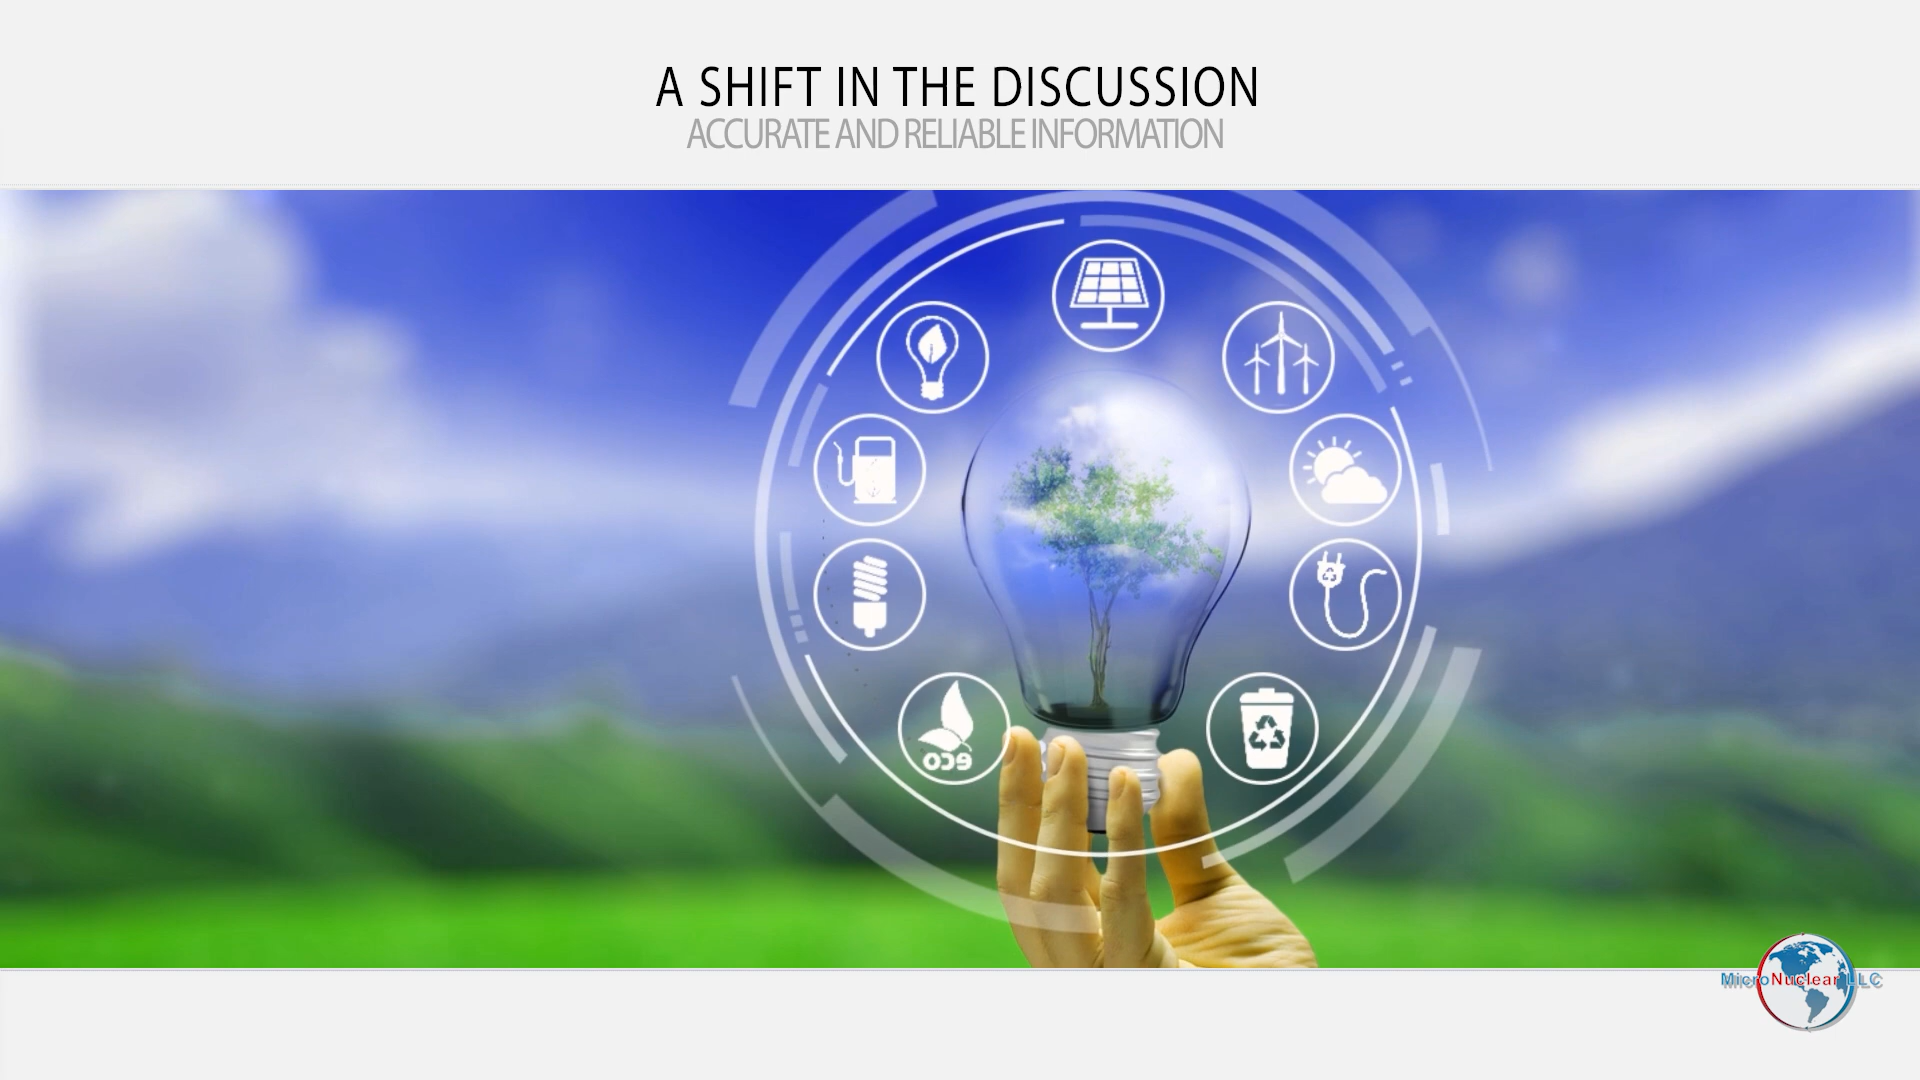 A SHIFT IN THE DISCUSSION
ACCURATE AND RELIABLE INFORMATION
eco
MicroNuclear LLC